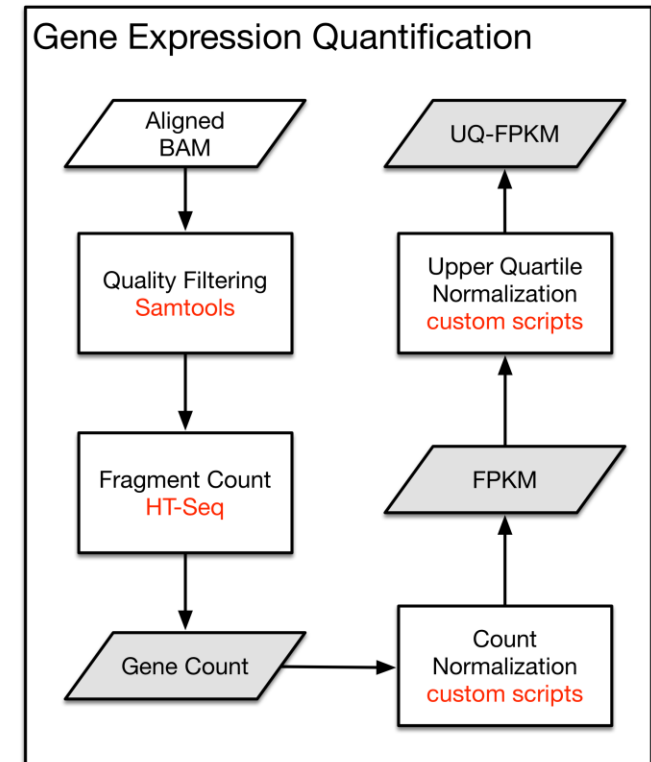 Gene Expression Quantification
Aligned
BAM
Quality Filtering
Samtools
Fragment Count
HT-Seq
Gene Count
Count
Normalization
custom scripts
FPKM
Upper Quartile
Normalization
custom scripts
UQ-FPKM